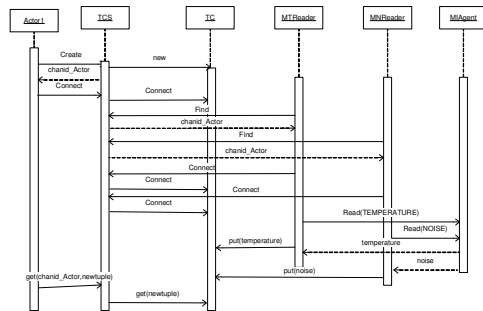 Actor1 TCS TC MTReader MNReader MIAgent
Create
new
chanid_Actor
Connect
Connect
Find
chanid_Actor
Find
chanid_Actor
Connect
Connect
Connect
Connect
Read(TEMPERATURE)
Read(NOISE)
put(temperature)
temperature
noise
put(noise)
get(chanid_Actor,newtuple)
get(newtuple)